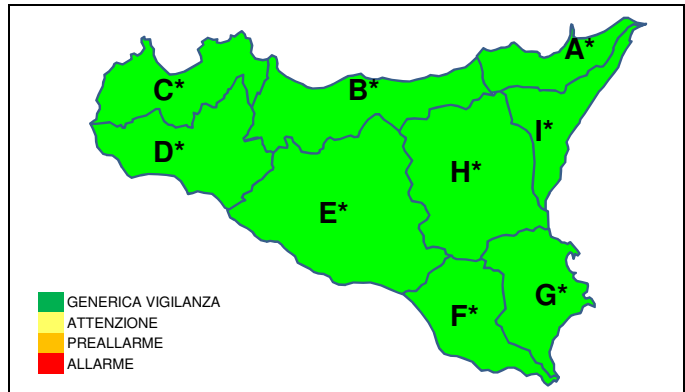 A*
C*
B*
I*
D*
H*
E*
G*
F*
GENERICA VIGILANZA
ATTENZIONE
PREALLARME
ALLARME